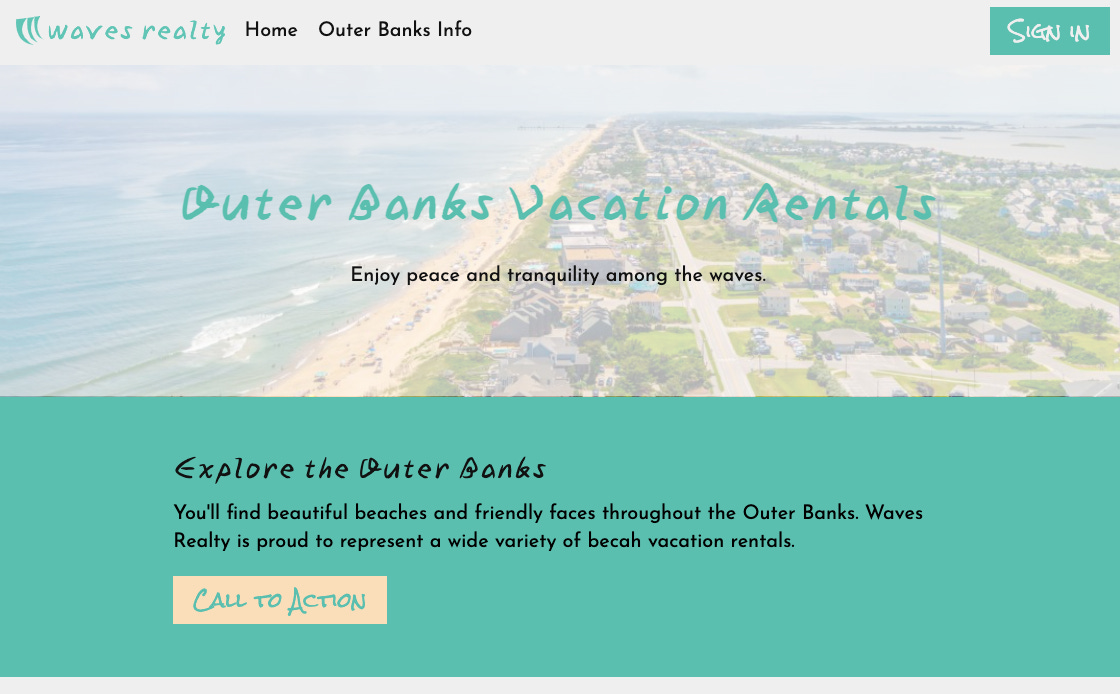 waves realty Home Outer Banks Info Sign in
Outer Banks Vacation Rentals
Enjoy peace and tranquility among the waves.
Explore the Outer Banks
You'll find beautiful beaches and friendly faces throughout the Outer Banks. Waves
Realty is proud to represent a wide variety of becah vacation rentals.
Call to Action